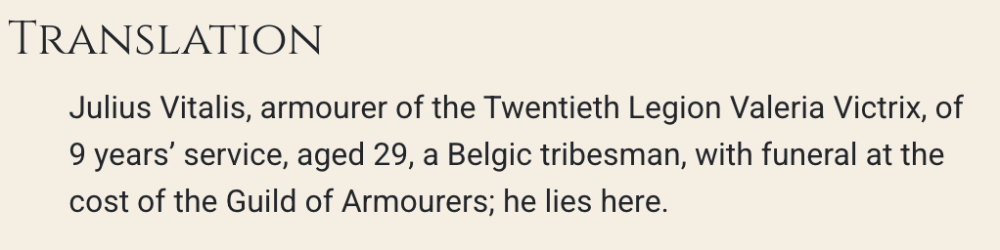 Translation
Julius Vitalis, armourer of the Twentieth Legion Valeria Victrix, of
9 years’ service, aged 29, a Belgic tribesman, with funeral at the
cost of the Guild of Armourers; he lies here.